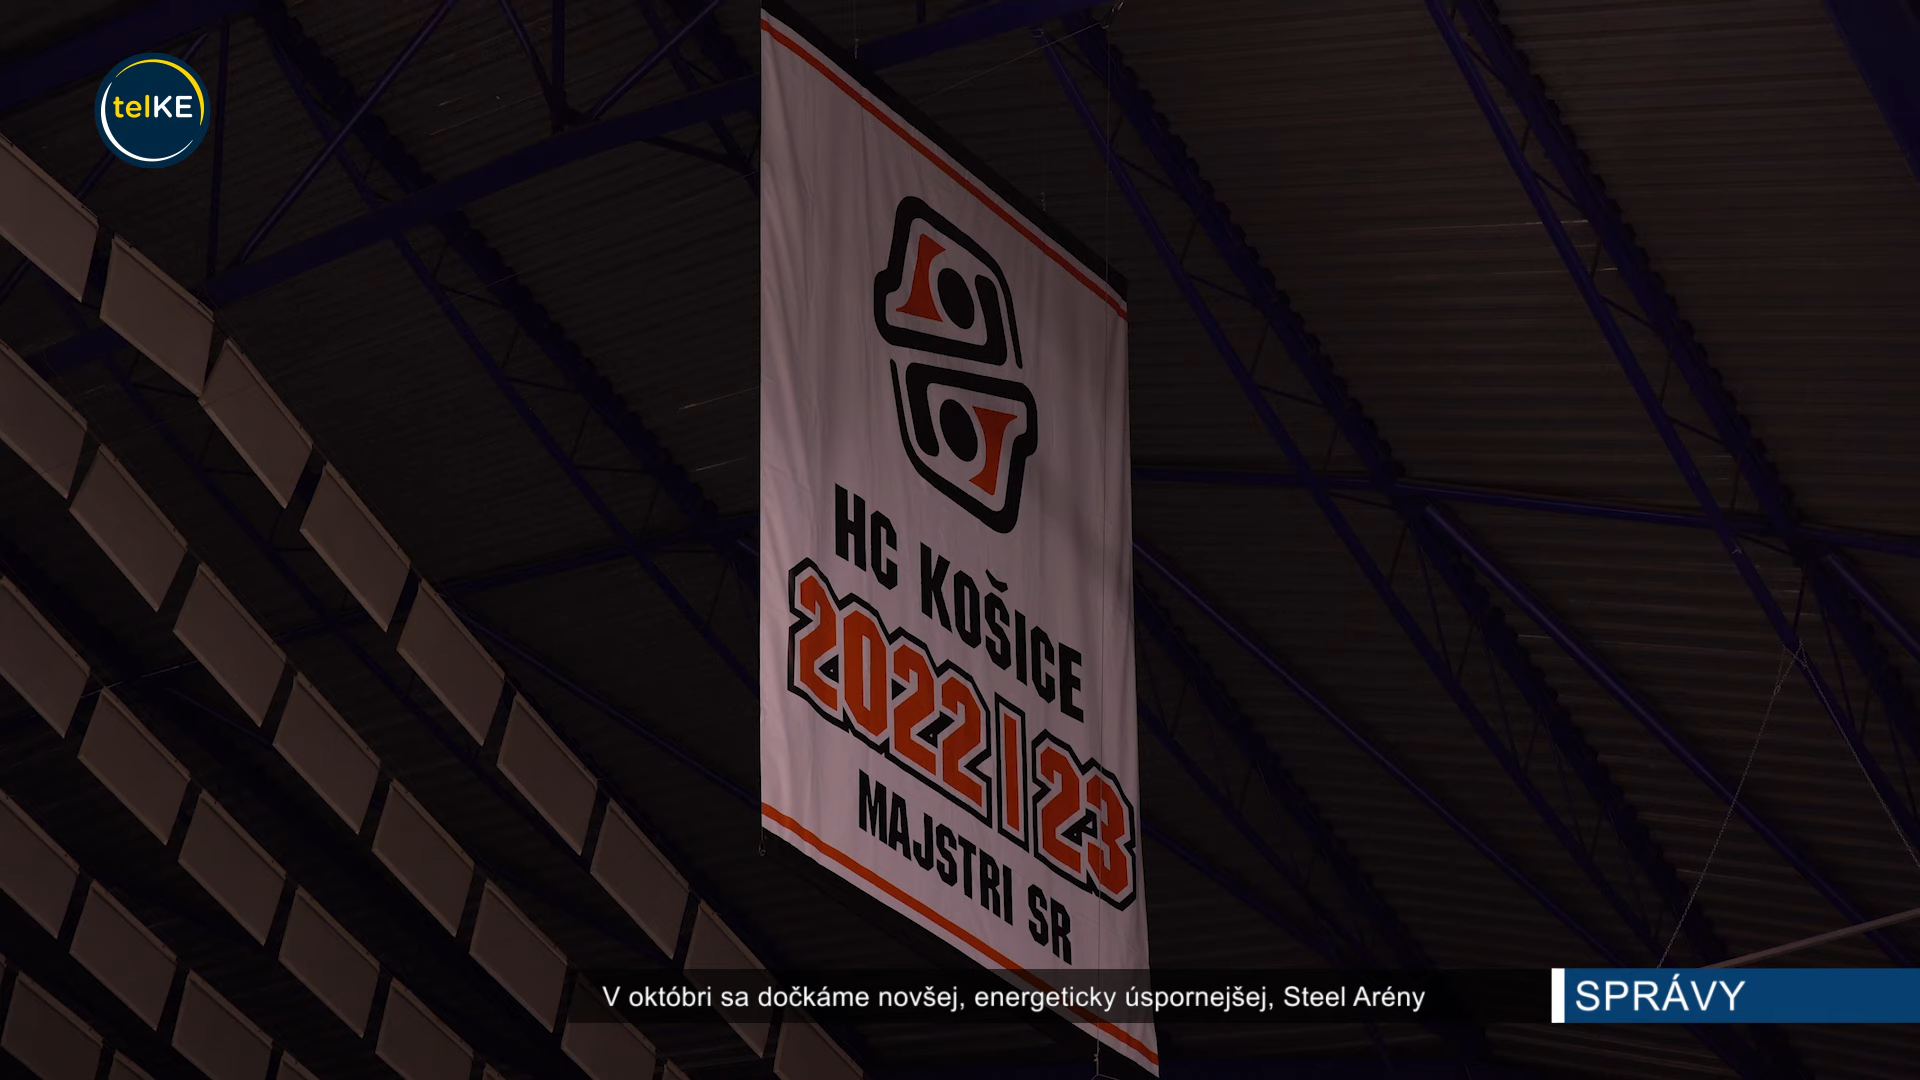 telKE
HC KOŠICE
2022|23
MAJSTRI SR
V októbri sa dočkáme novšej, energeticky úspornejšej, Steel Arény
SPRÁVY